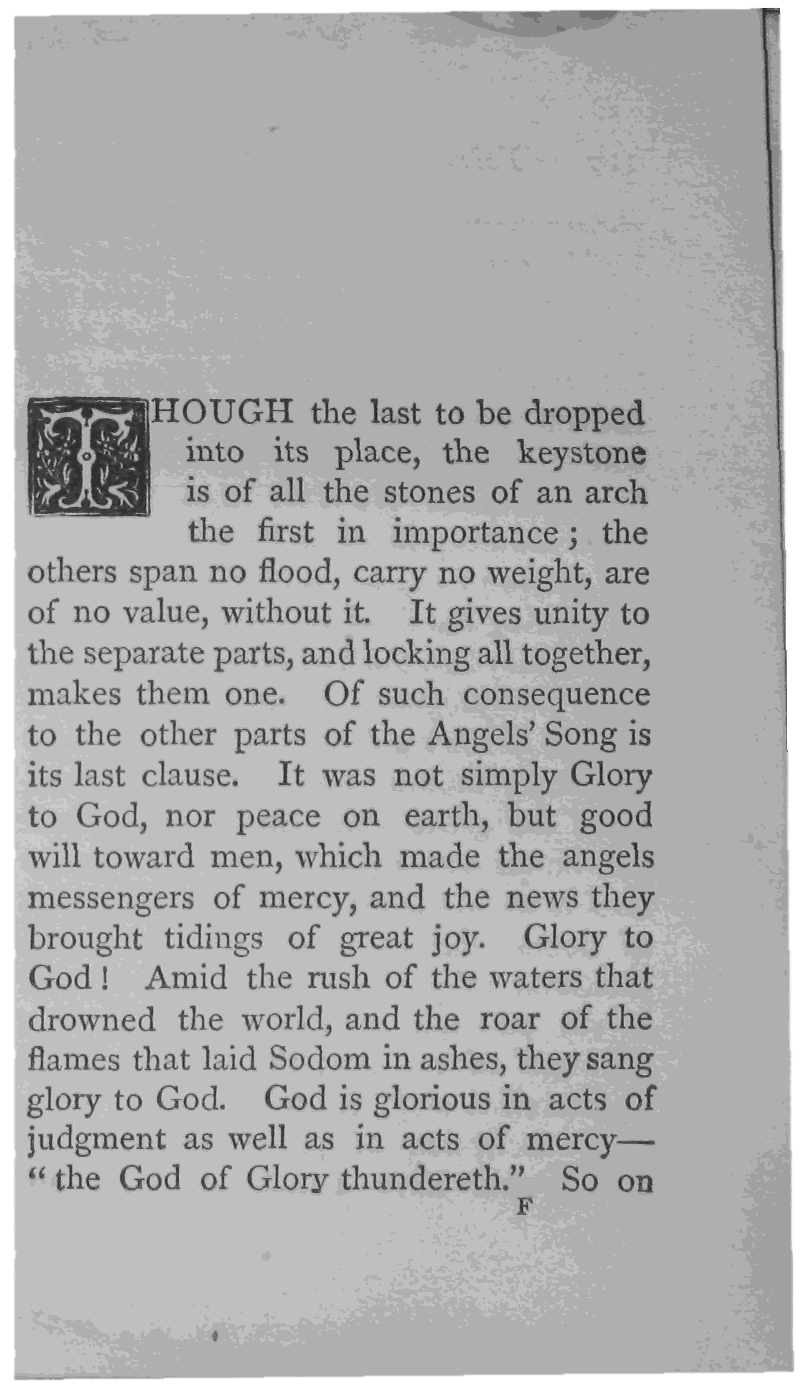 THOUGH the last to be dropped
into its place, the keystone
is of all the stones of an arch
the first in importance ; the
others span no flood, carry no weight, are
of no value, without it. It gives unity to
the separate parts, and locking all together,
makes them one. Of such consequence
to the other parts of the Angels’ Song is
its last clause. It was not simply Glory
to God, nor peace on earth, but good
will toward men, which made the angels
messengers of mercy, and the news they
brought tidings of great joy. Glory to
God ! Amid the rush of the waters that
drowned the world, and the roar of the
flames that laid Sodom in ashes, they sang
glory to God. God is glorious in acts of
judgment as well as in acts of mercy—
“ the God of Glory thundereth.” So on
F